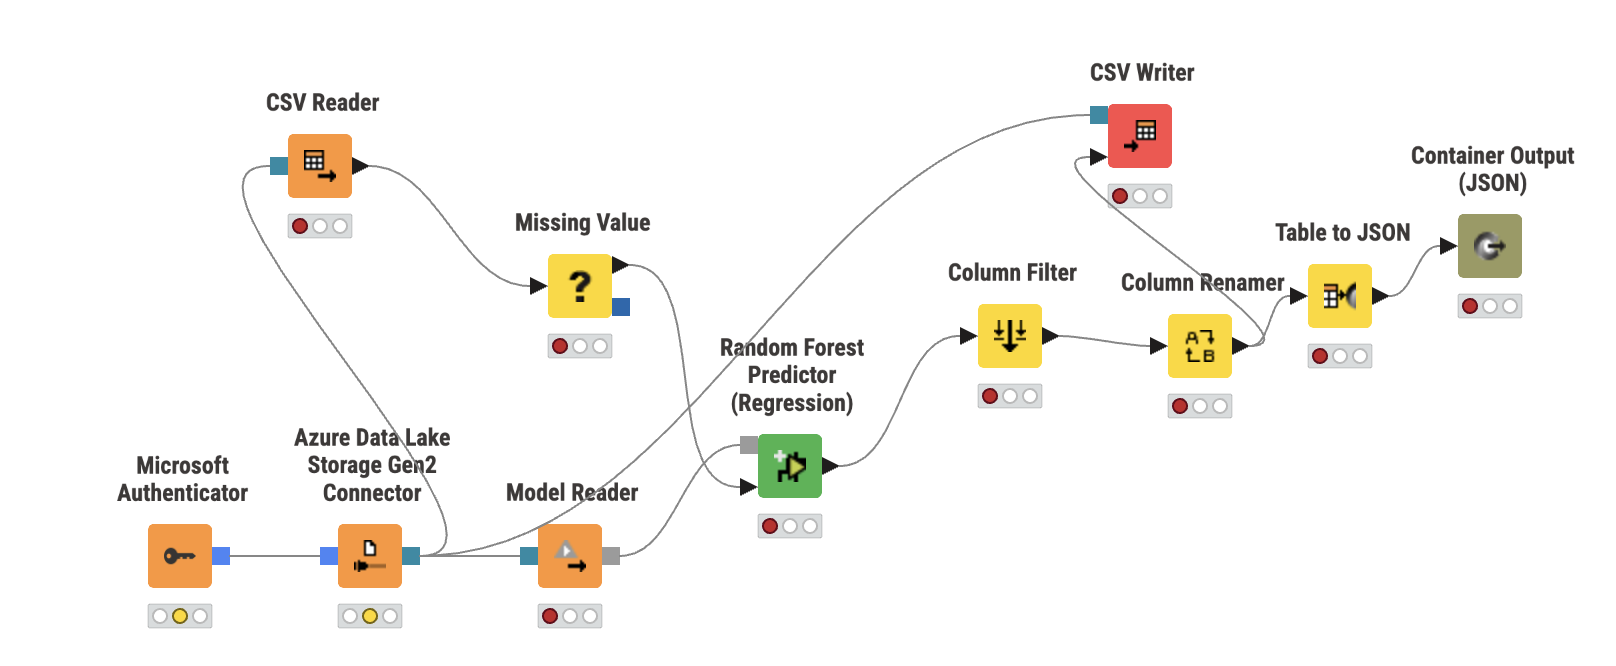 CSV Reader
CSV Writer
Container Output
(JSON)
Missing Value
Table to JSON
Column Filter
Column Renamer
?
A
B
Random Forest
Predictor
(Regression)
Azure Data Lake
Storage Gen2
Connector
Microsoft
Authenticator
Model Reader